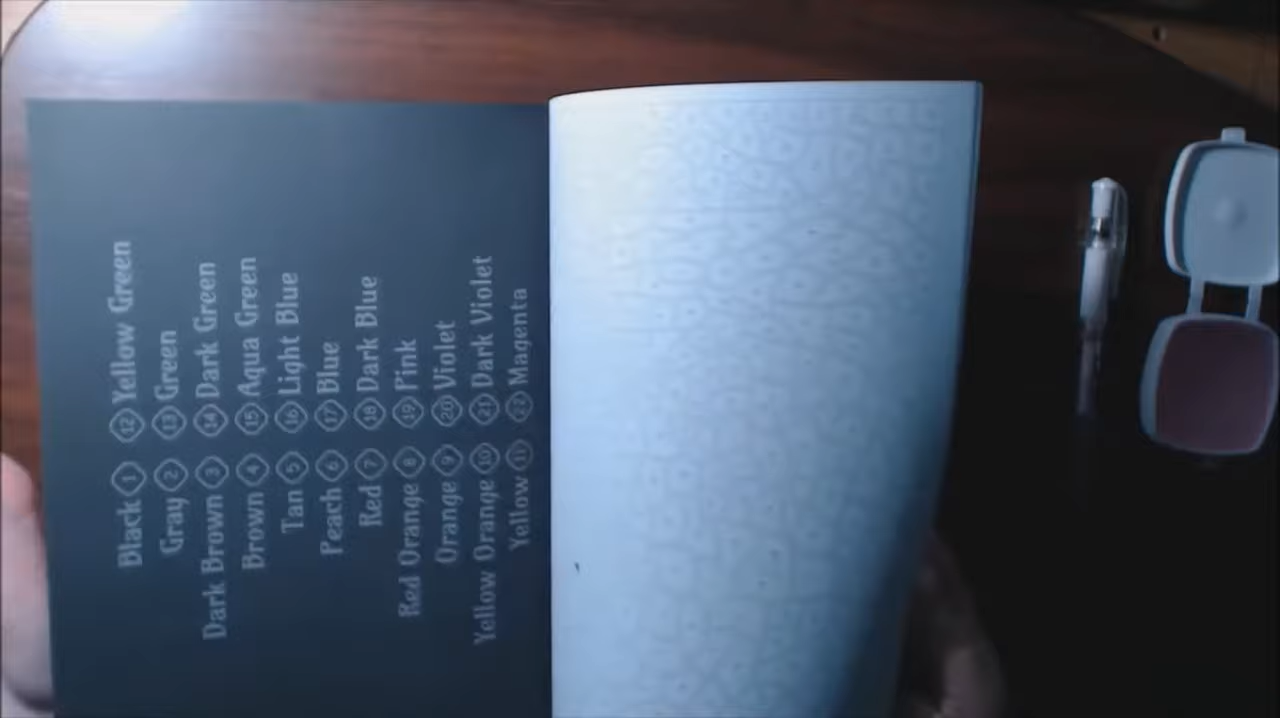 Black 1 12 Yellow Green
Gray 2 13 Green
Dark Brown 3 14 Dark Green
Brown 4 15 Aqua Green
Tan 5 16 Light Blue
Peach 6 17 Blue
Red 7 18 Dark Blue
Red Orange 8 19 Pink
Orange 9 20 Violet
Yellow Orange 10 21 Dark Violet
Yellow 11 22 Magenta